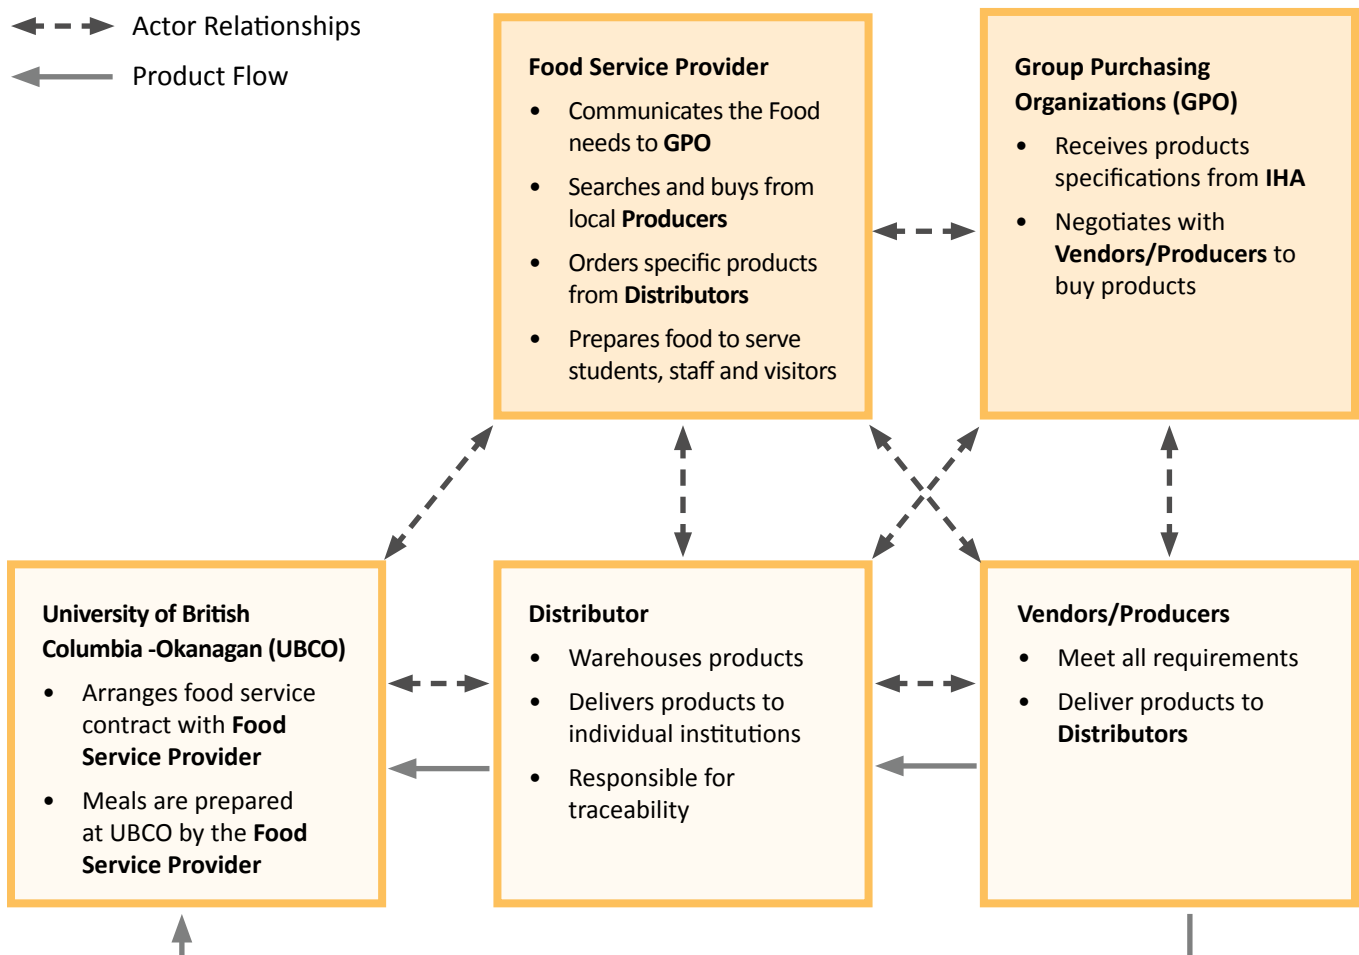 Actor Relationships
Product Flow
Food Service Provider
• Communicates the Food
needs to GPO
• Searches and buys from
local Producers
• Orders specific products
from Distributors
• Prepares food to serve
students, staff and visitors
Group Purchasing
Organizations (GPO)
• Receives products
specifications from IHA
• Negotiates with
Vendors/Producers to
buy products
University of British
Columbia -Okanagan (UBCO)
• Arranges food service
contract with Food
Service Provider
• Meals are prepared
at UBCO by the Food
Service Provider
Distributor
• Warehouses products
• Delivers products to
individual institutions
• Responsible for
traceability
Vendors/Producers
• Meet all requirements
• Deliver products to
Distributors